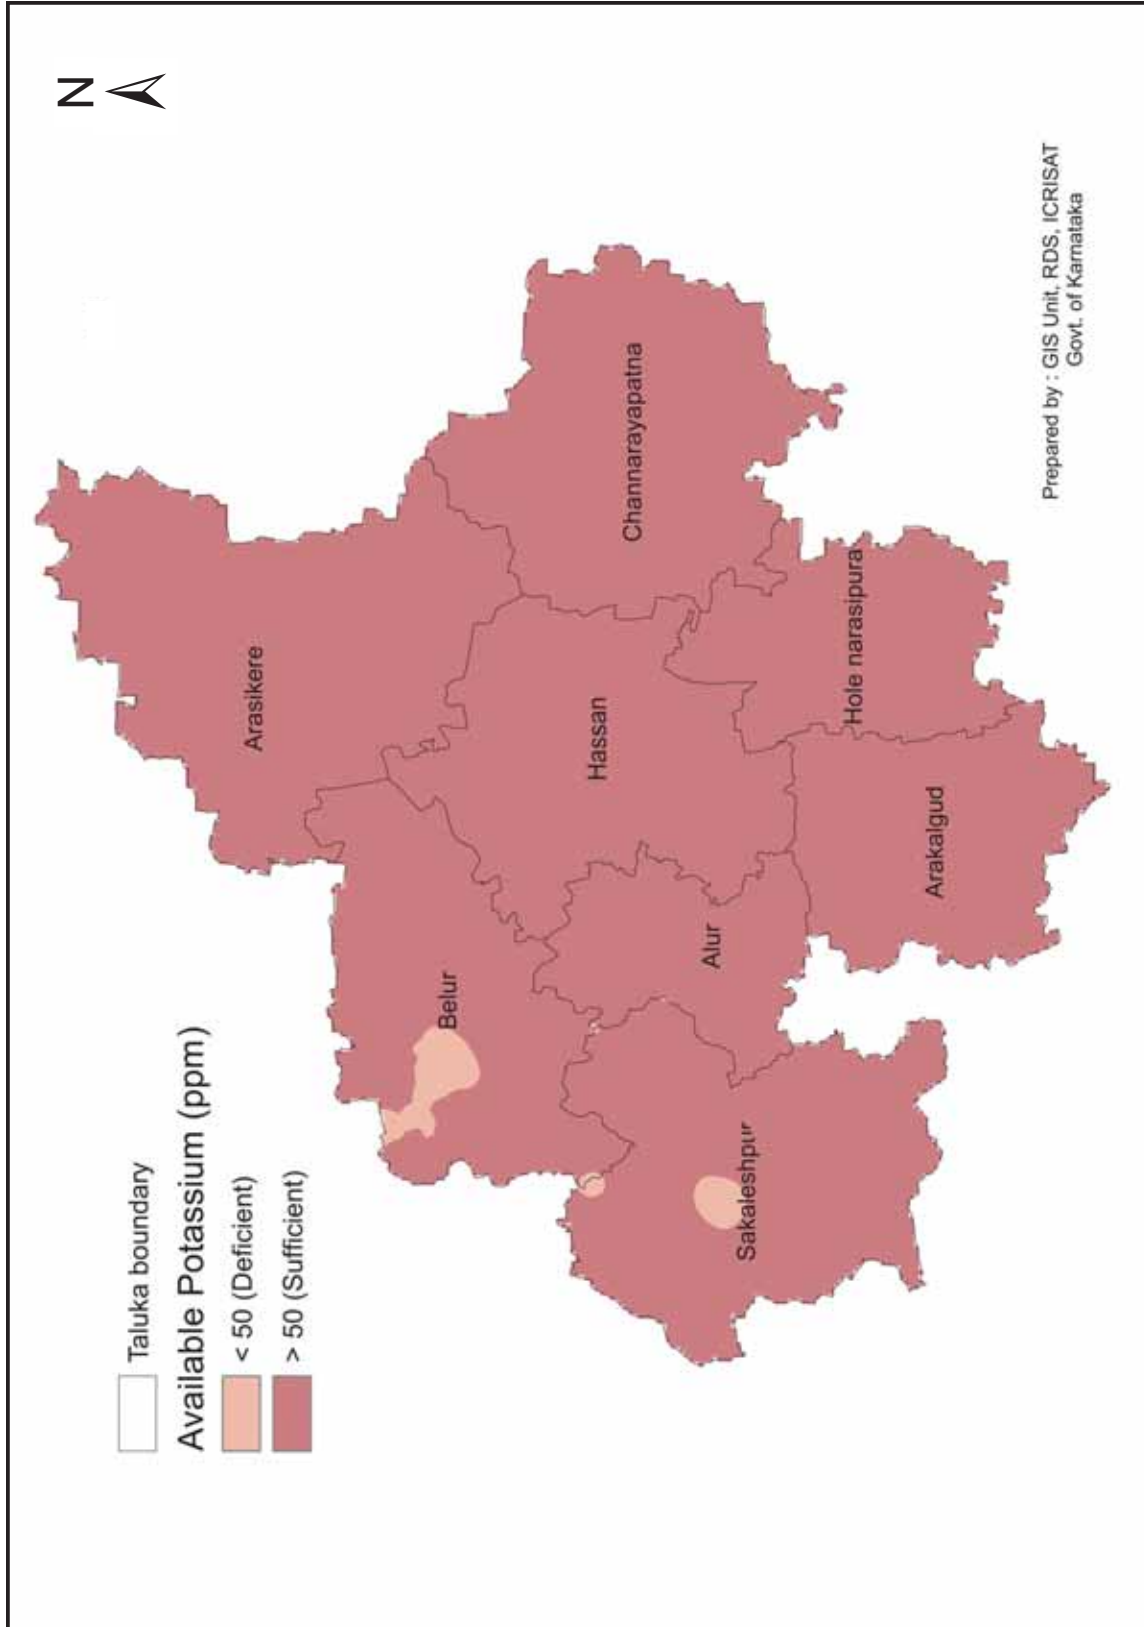 N
Taluka boundary
Available Potassium (ppm)
< 50 (Deficient)
> 50 (Sufficient)
Arasikere
Belur
Hassan
Channarayapatna
Alur
Sakaleshpur
Hole narasipura
Arakalgud
Prepared by : GIS Unit, RDS, ICRISAT
Govt. of Karnataka